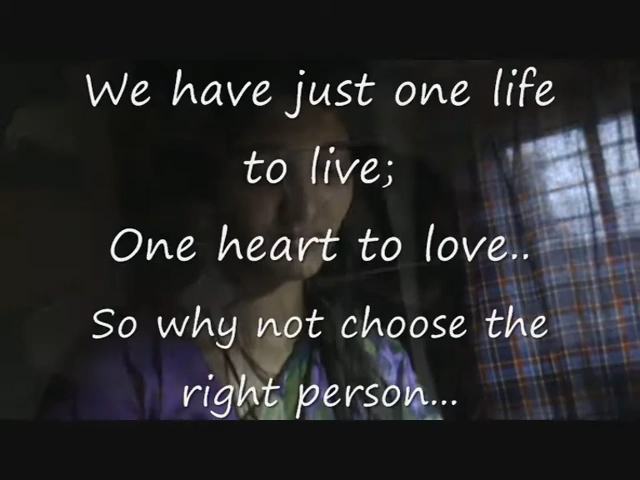 We have just one life
to live;
One heart to love..
So why not choose the
right person...